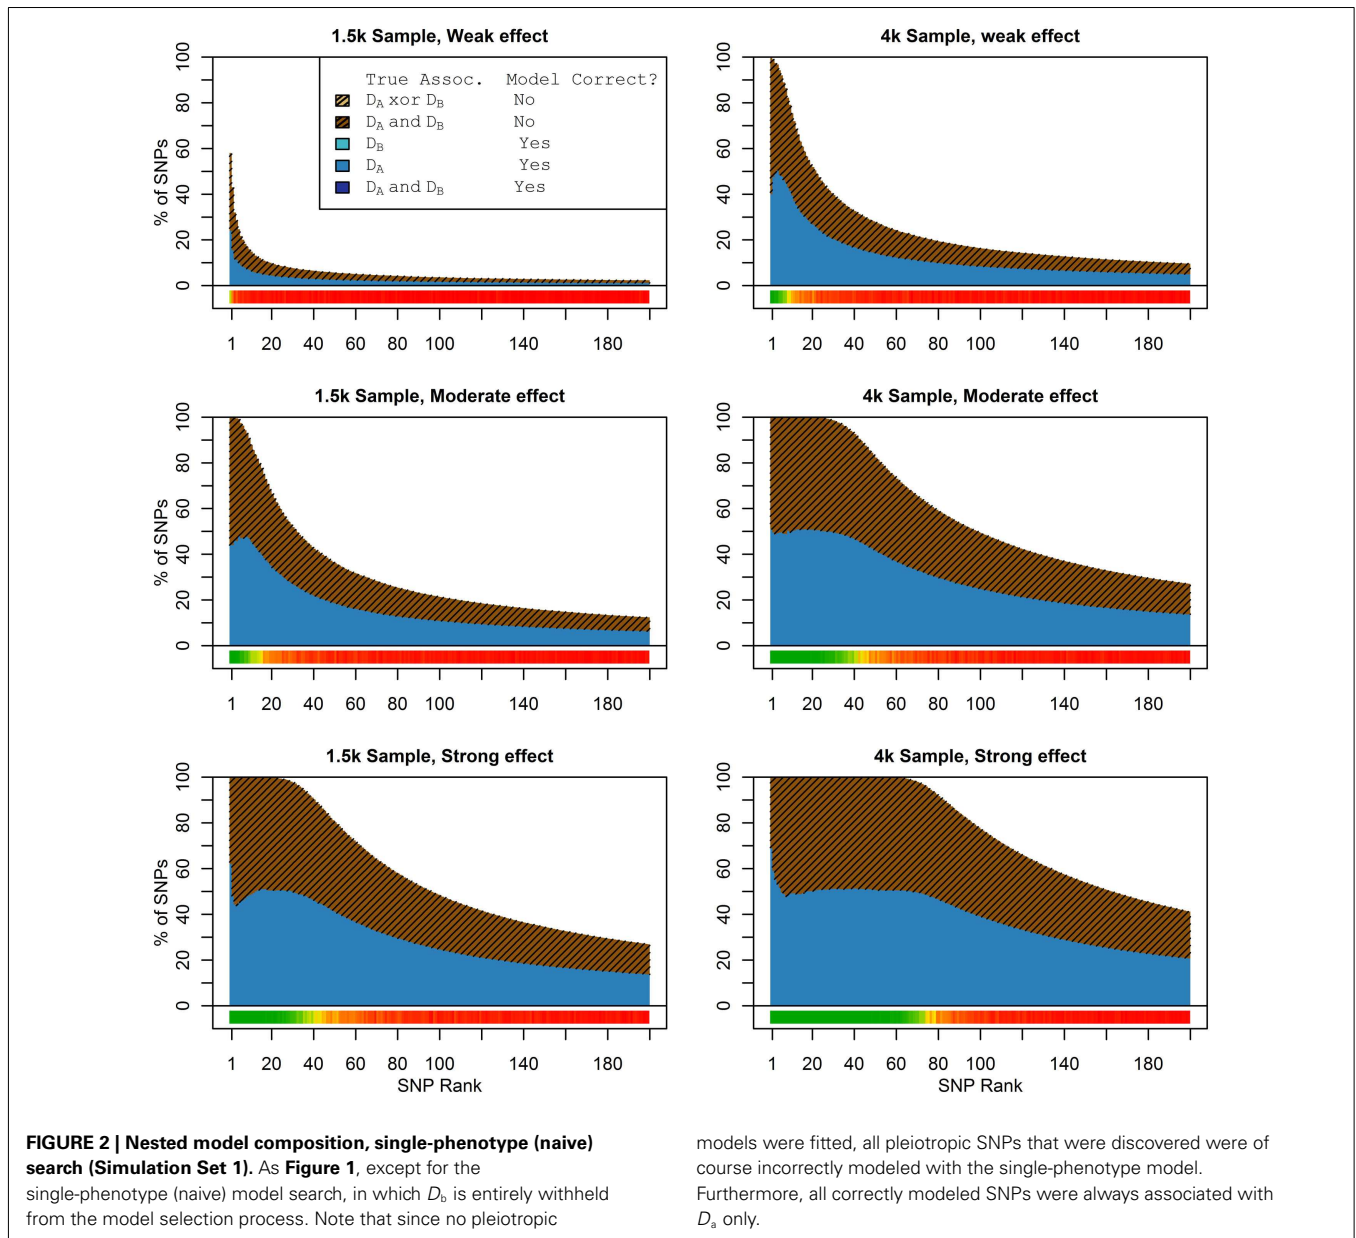 1.5k Sample, Weak effect
% of SNPs
0 20 40 60 80 100
True Assoc. Model Correct?
D_A xor D_B No
D_A and D_B No
D_B Yes
D_A Yes
D_A and D_B Yes
1 20 40 60 80 100 140 180
4k Sample, weak effect
0 20 40 60 80 100
1 20 40 60 80 100 140 180
1.5k Sample, Moderate effect
% of SNPs
0 20 40 60 80 100
1 20 40 60 80 100 140 180
4k Sample, Moderate effect
0 20 40 60 80 100
1 20 40 60 80 100 140 180
1.5k Sample, Strong effect
% of SNPs
0 20 40 60 80 100
1 20 40 60 80 100 140 180
SNP Rank
4k Sample, Strong effect
0 20 40 60 80 100
1 20 40 60 80 100 140 180
SNP Rank
FIGURE 2 | Nested model composition, single-phenotype (naive)
search (Simulation Set 1). As Figure 1, except for the
single-phenotype (naive) model search, in which D_b is entirely withheld
from the model selection process. Note that since no pleiotropic
models were fitted, all pleiotropic SNPs that were discovered were of
course incorrectly modeled with the single-phenotype model.
Furthermore, all correctly modeled SNPs were always associated with
D_a only.